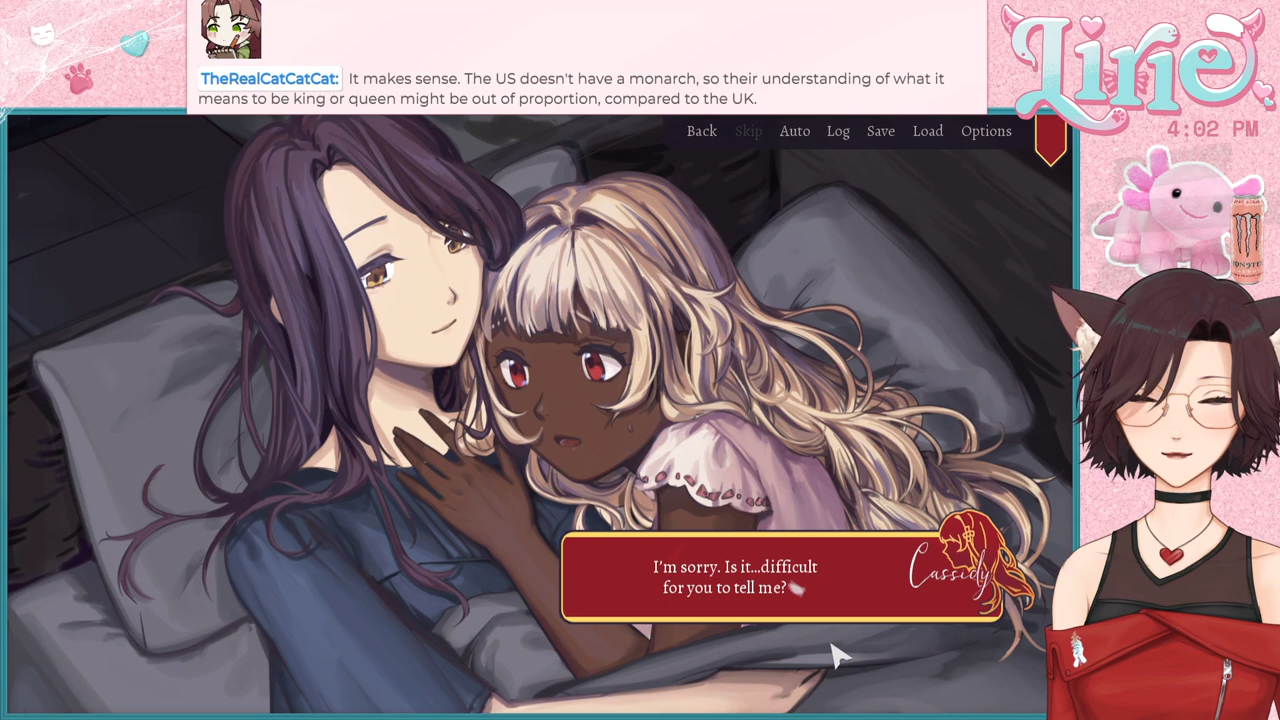 TheRealCatCatCat: It makes sense. The US doesn't have a monarch, so their understanding of what it
means to be king or queen might be out of proportion, compared to the UK.
Lirie
4:02 PM
Back Skip Auto Log Save Load Options
I'm sorry. Is it...difficult
for you to tell me?
Cassidy